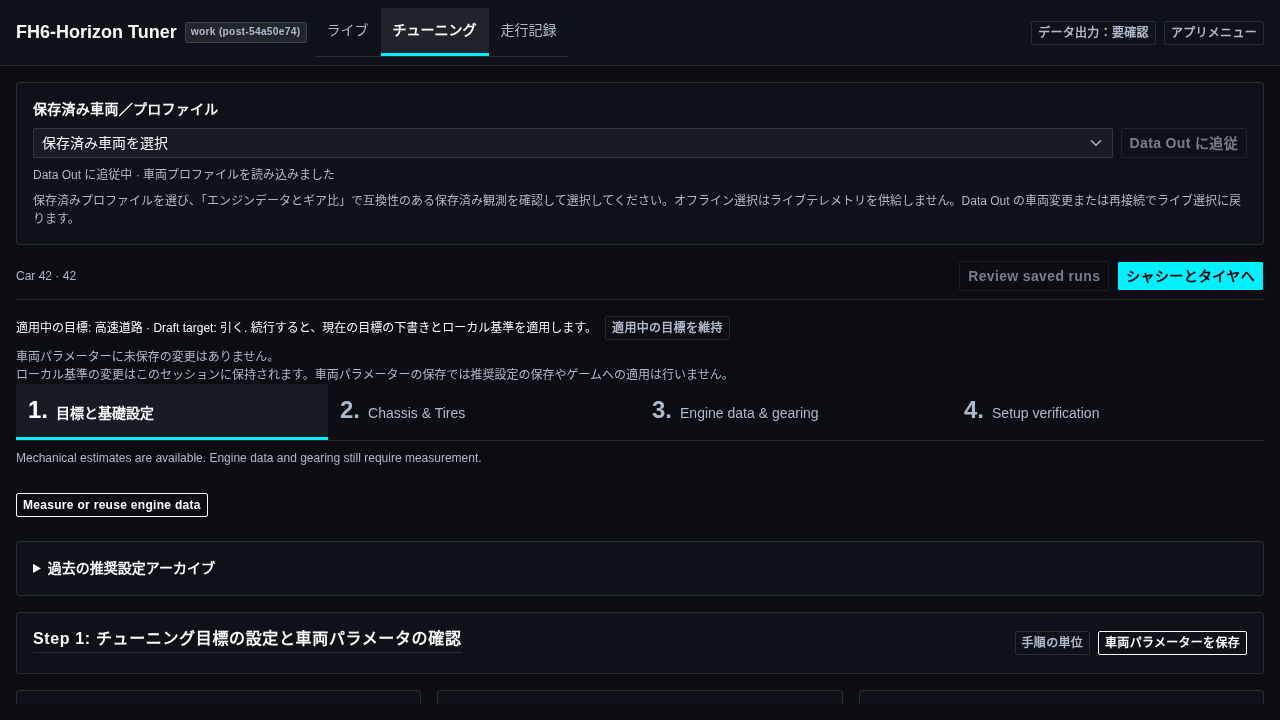 FH6-Horizon Tuner
work (post-54a50e74)
ライブ
チューニング
走行記録
データ出力：要確認
アプリメニュー
保存済み車両／プロファイル
保存済み車両を選択
Data Out に追従
Data Out に追従中 · 車両プロファイルを読み込みました
保存済みプロファイルを選び、「エンジンデータとギア比」で互換性のある保存済み観測を確認して選択してください。オフライン選択はライブテレメトリを供給しません。Data Out の車両変更または再接続でライブ選択に戻
ります。
Car 42 · 42
Review saved runs
シャシーとタイヤへ
適用中の目標: 高速道路 · Draft target: 引く. 続行すると、現在の目標の下書きとローカル基準を適用します。
適用中の目標を維持
車両パラメーターに未保存の変更はありません。
ローカル基準の変更はこのセッションに保持されます。車両パラメーターの保存では推奨設定の保存やゲームへの適用は行いません。
1. 目標と基礎設定
2. Chassis & Tires
3. Engine data & gearing
4. Setup verification
Mechanical estimates are available. Engine data and gearing still require measurement.
Measure or reuse engine data
過去の推奨設定アーカイブ
Step 1: チューニング目標の設定と車両パラメータの確認
手順の単位
車両パラメーターを保存